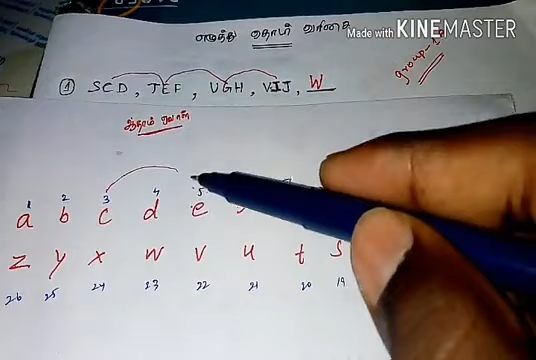 Made with KINEMASTER
எழுத்து தொடர் வரிசை
group-
① SCD, TEF, UGH, VIJ, W
1 2 3 4 5
a b c d e
z y x w v u t s
26 25 24 23 22 21 20 19